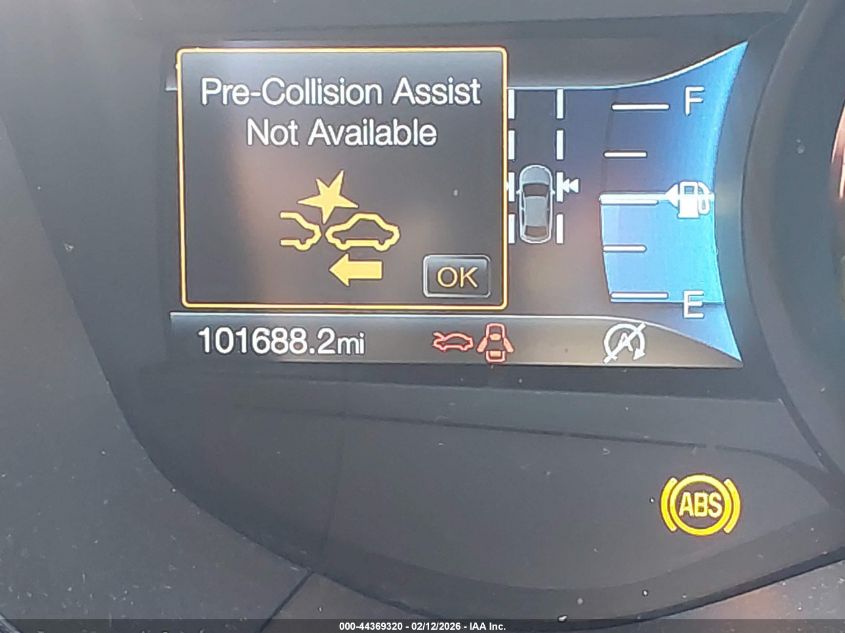 Pre-Collision Assist
Not Available
OK
F
E
101688.2mi
A
ABS
000-44369320 - 02/12/2026 - IAA Inc.